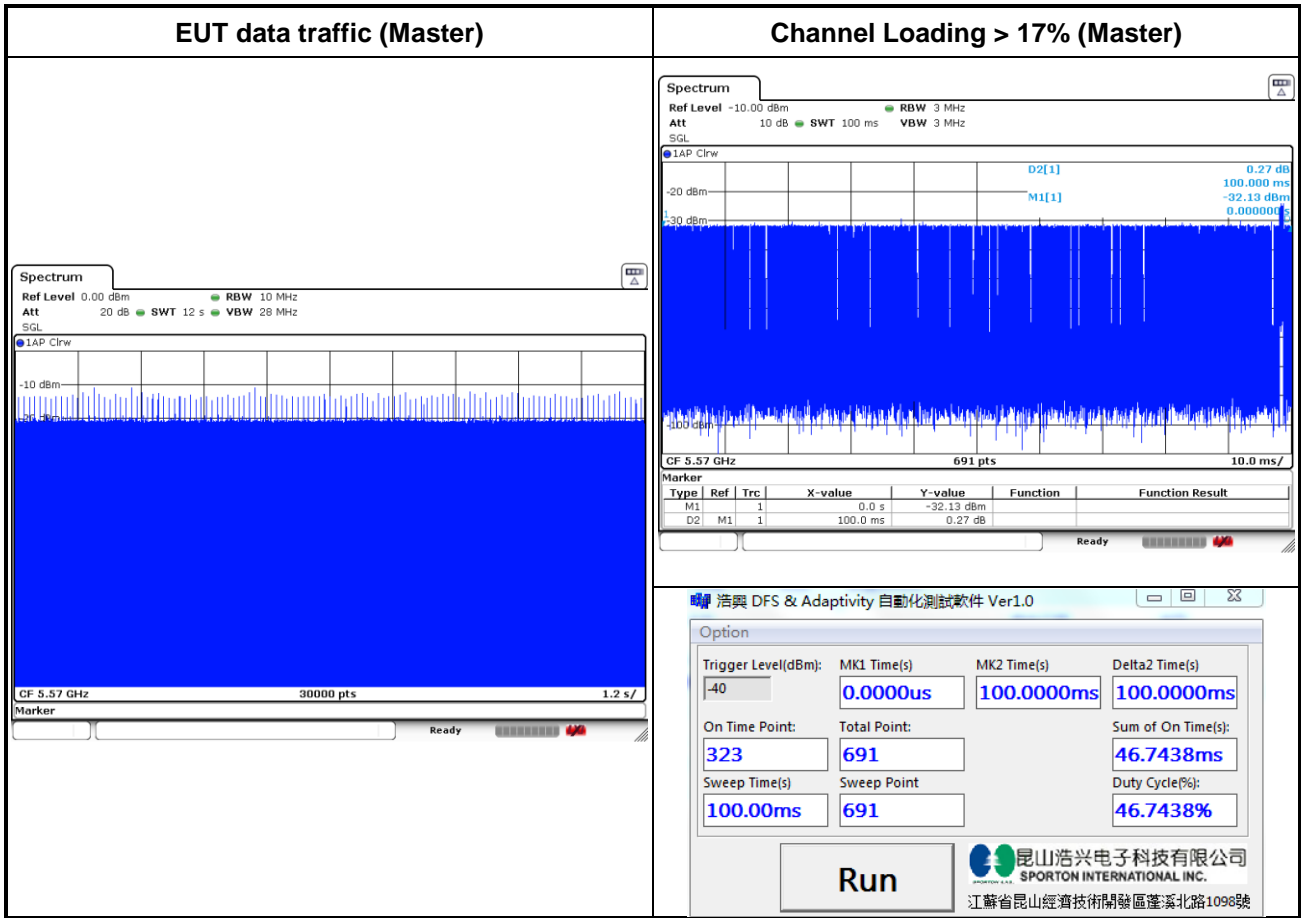 EUT data traffic (Master)
Channel Loading > 17% (Master)
Spectrum
Ref Level 0.00 dBm RBW 10 MHz
Att 20 dB SWT 12 s VBW 28 MHz
SGL
1AP Clrw
-10 dBm
-20 dBm
CF 5.57 GHz 30000 pts 1.2 s/
Marker
Ready
Spectrum
Ref Level -10.00 dBm RBW 3 MHz
Att 10 dB SWT 100 ms VBW 3 MHz
SGL
1AP Clrw
D2[1] 0.27 dB
100.000 ms
-20 dBm
M1[1] -32.13 dBm
0.000000 s
1
-30 dBm
-100 dBm
CF 5.57 GHz 691 pts 10.0 ms/
Marker
Type Ref Trc X-value Y-value Function Function Result
M1 1 0.0 s -32.13 dBm
D2 M1 1 100.0 ms 0.27 dB
Ready
浩興 DFS & Adaptivity 自動化測試軟件 Ver1.0
Option
Trigger Level(dBm): MK1 Time(s) MK2 Time(s) Delta2 Time(s)
-40 0.0000us 100.0000ms 100.0000ms
On Time Point: Total Point: Sum of On Time(s):
323 691 46.7438ms
Sweep Time(s) Sweep Point Duty Cycle(%):
100.00ms 691 46.7438%
Run
昆山浩兴电子科技有限公司
SPORTON LAB. SPORTON INTERNATIONAL INC.
江蘇省昆山經濟技術開發區蓬溪北路1098號